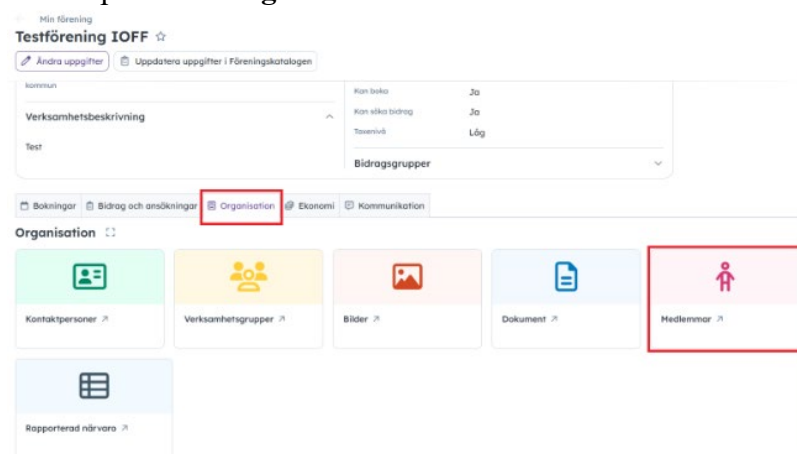 Min förening
Testförening IOFF
Ändra uppgifter Uppdatera uppgifter i Föreningskatalogen
kommun
Kan boka Ja
Verksamhetsbeskrivning
Kan söka bidrag Ja
Taxenivå Låg
Test
Bidragsgrupper
Bokningar Bidrag och ansökningar Organisation Ekonomi Kommunikation
Organisation
Kontaktpersoner Verksamhetsgrupper Bilder Dokument Medlemmar
Rapporterad närvaro